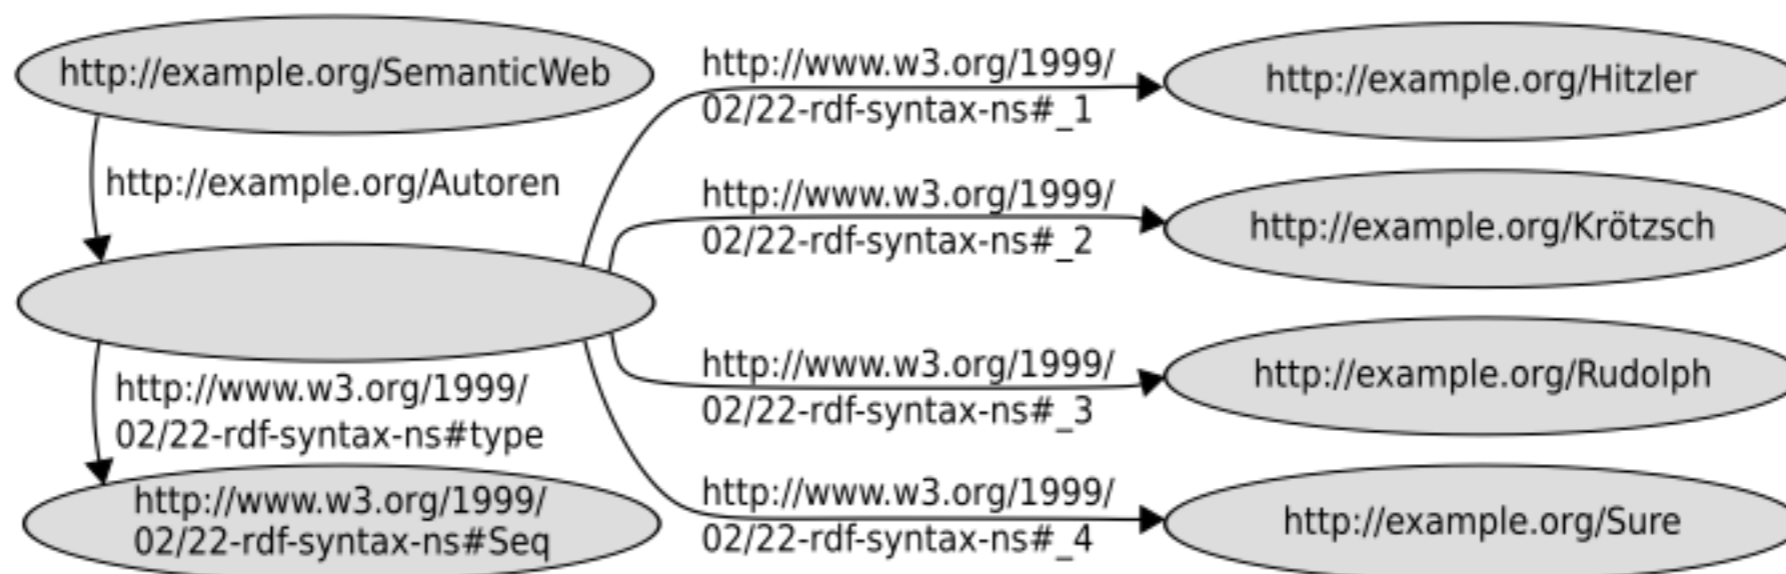 http://example.org/SemanticWeb
http://example.org/Autoren
http://www.w3.org/1999/
02/22-rdf-syntax-ns#type
http://www.w3.org/1999/
02/22-rdf-syntax-ns#Seq
http://www.w3.org/1999/
02/22-rdf-syntax-ns#_1
http://example.org/Hitzler
http://www.w3.org/1999/
02/22-rdf-syntax-ns#_2
http://example.org/Krötzsch
http://www.w3.org/1999/
02/22-rdf-syntax-ns#_3
http://example.org/Rudolph
http://www.w3.org/1999/
02/22-rdf-syntax-ns#_4
http://example.org/Sure